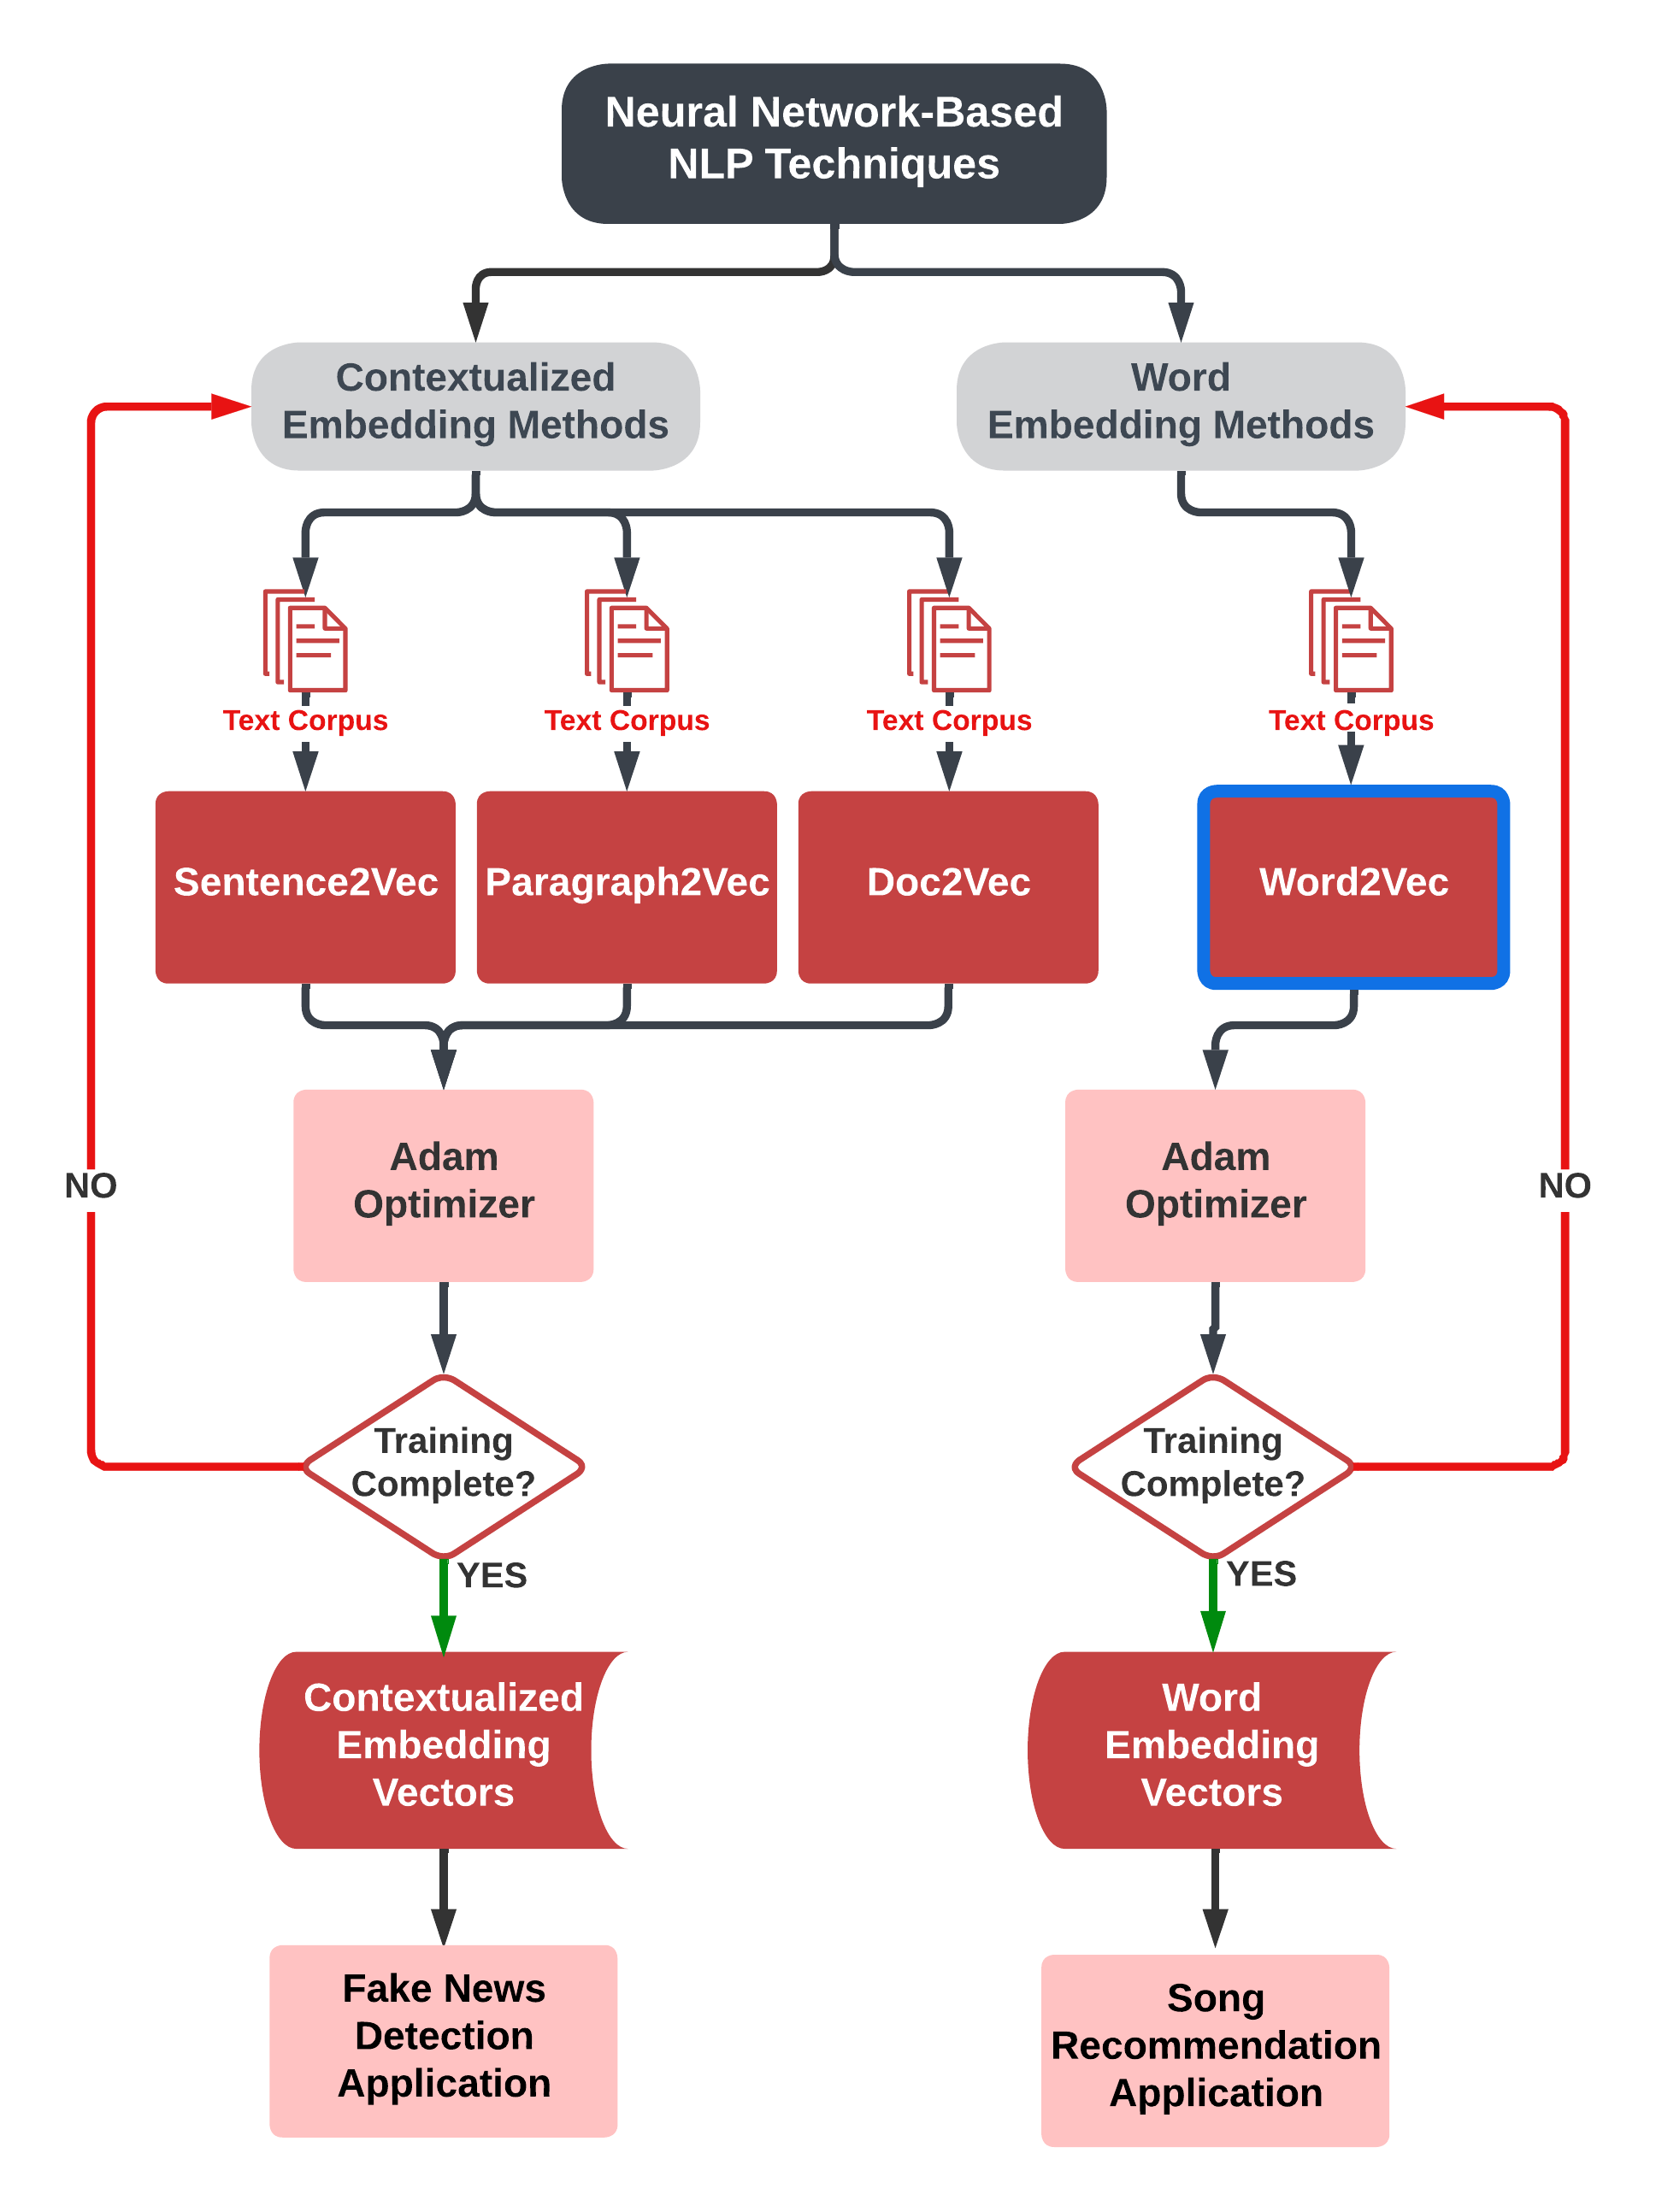 Neural Network-Based
NLP Techniques
Contextualized
Embedding Methods
Word
Embedding Methods
Text Corpus
Text Corpus
Text Corpus
Text Corpus
Sentence2Vec
Paragraph2Vec
Doc2Vec
Word2Vec
Adam
Optimizer
Adam
Optimizer
NO
NO
Training
Complete?
Training
Complete?
YES
YES
Contextualized
Embedding
Vectors
Word
Embedding
Vectors
Fake News
Detection
Application
Song
Recommendation
Application